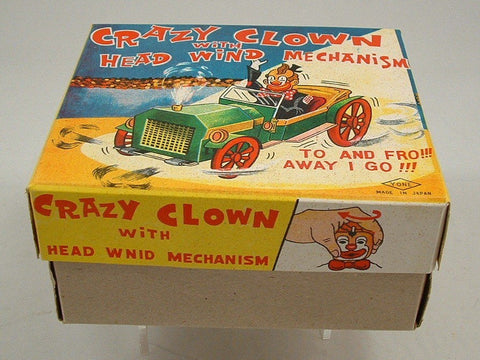 CRAZY CLOWN
WITH
HEAD WIND MECHANISM
TO AND FRO!!!
AWAY I GO!!!
YONE
MADE IN JAPAN
CRAZY CLOWN
WiTH
HEAD WNID MECHANISM